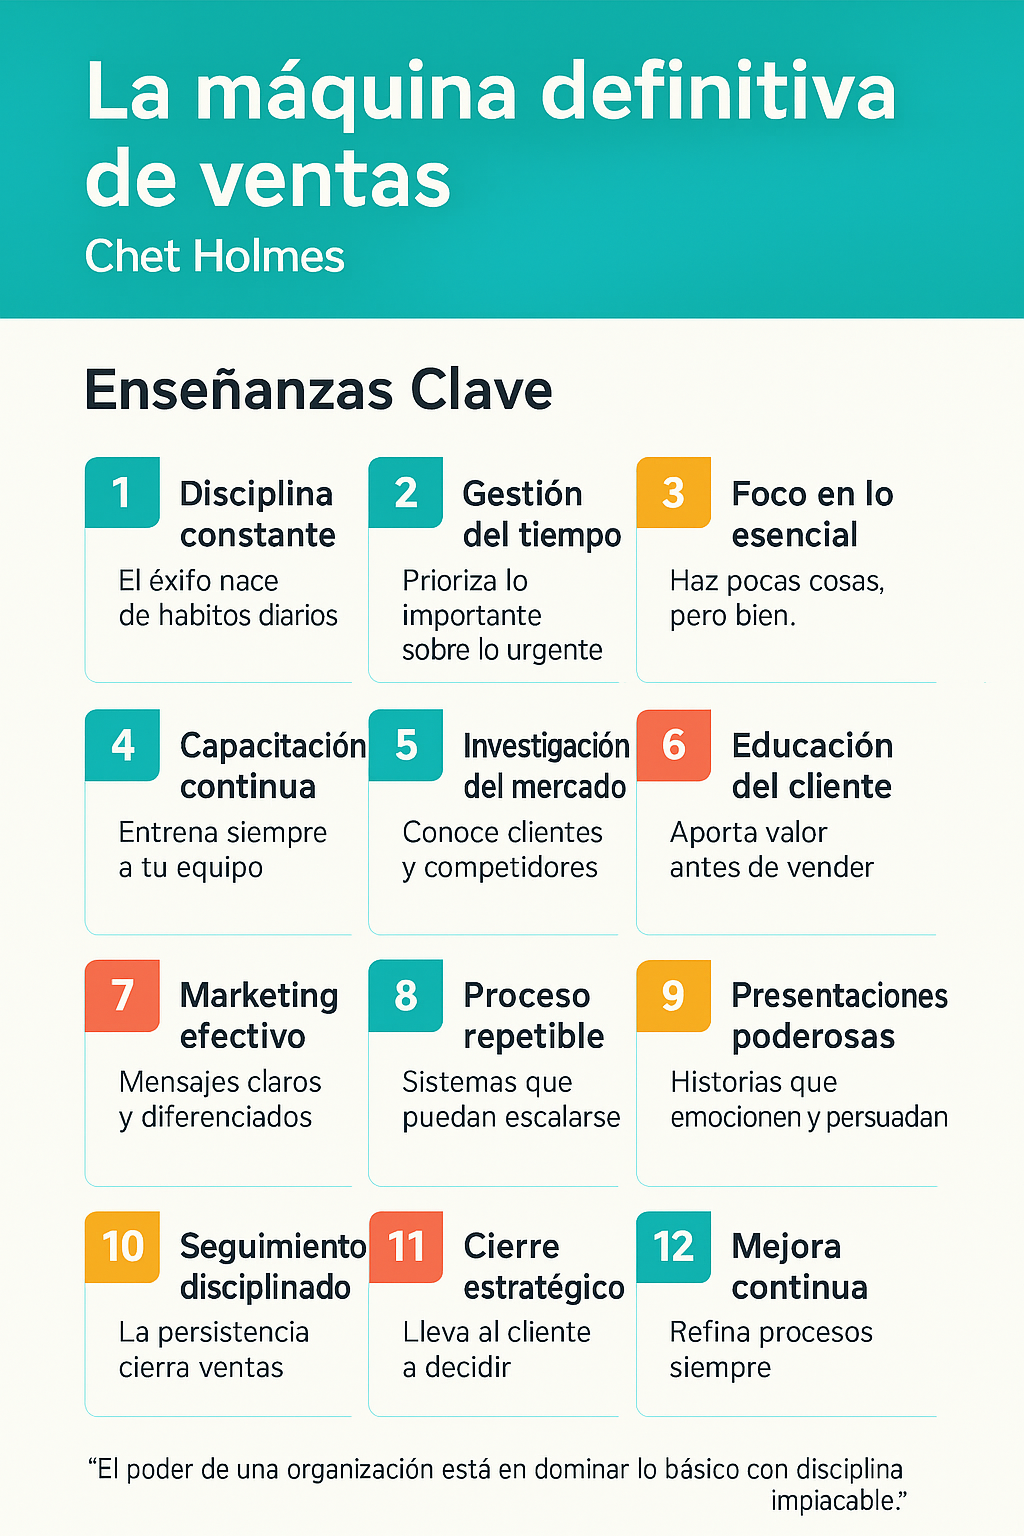 La máquina definitiva
de ventas
Chet Holmes
Enseñanzas Clave
1
Disciplina
constante
El éxifo nace
de habitos diarios
2
Gestión
del tiempo
Prioriza lo
importante
sobre lo urgente
3
Foco en lo
esencial
Haz pocas cosas,
pero bien.
4
Capacitación
continua
Entrena siempre
a tu equipo
5
Investigación
del mercado
Conoce clientes
y competidores
6
Educación
del cliente
Aporta valor
antes de vender
7
Marketing
efectivo
Mensajes claros
y diferenciados
8
Proceso
repetible
Sistemas que
puedan escalarse
9
Presentaciones
poderosas
Historias que
emocionen y persuadan
10
Seguimiento
disciplinado
La persistencia
cierra ventas
11
Cierre
estratégico
Lleva al cliente
a decidir
12
Mejora
continua
Refina procesos
siempre
“El poder de una organización está en dominar lo básico con disciplina
impiacable.”